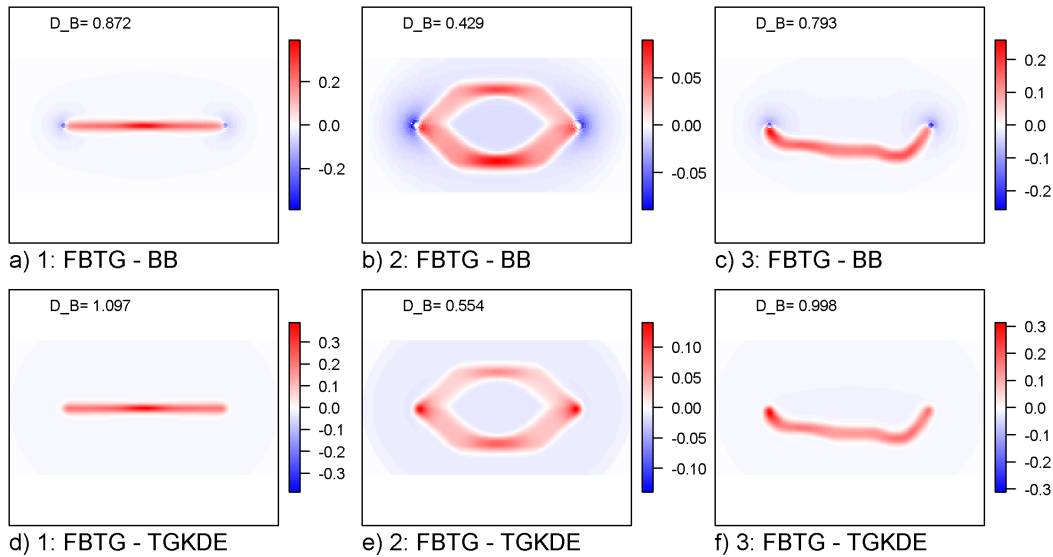 D_B= 0.872
0.2
0.0
-0.2
a) 1: FBTG - BB
D_B= 0.429
0.05
0.00
-0.05
b) 2: FBTG - BB
D_B= 0.793
0.2
0.1
0.0
-0.1
-0.2
c) 3: FBTG - BB
D_B= 1.097
0.3
0.2
0.1
0.0
-0.1
-0.2
-0.3
d) 1: FBTG - TGKDE
D_B= 0.554
0.10
0.05
0.00
-0.05
-0.10
e) 2: FBTG - TGKDE
D_B= 0.998
0.3
0.2
0.1
0.0
-0.1
-0.2
-0.3
f) 3: FBTG - TGKDE